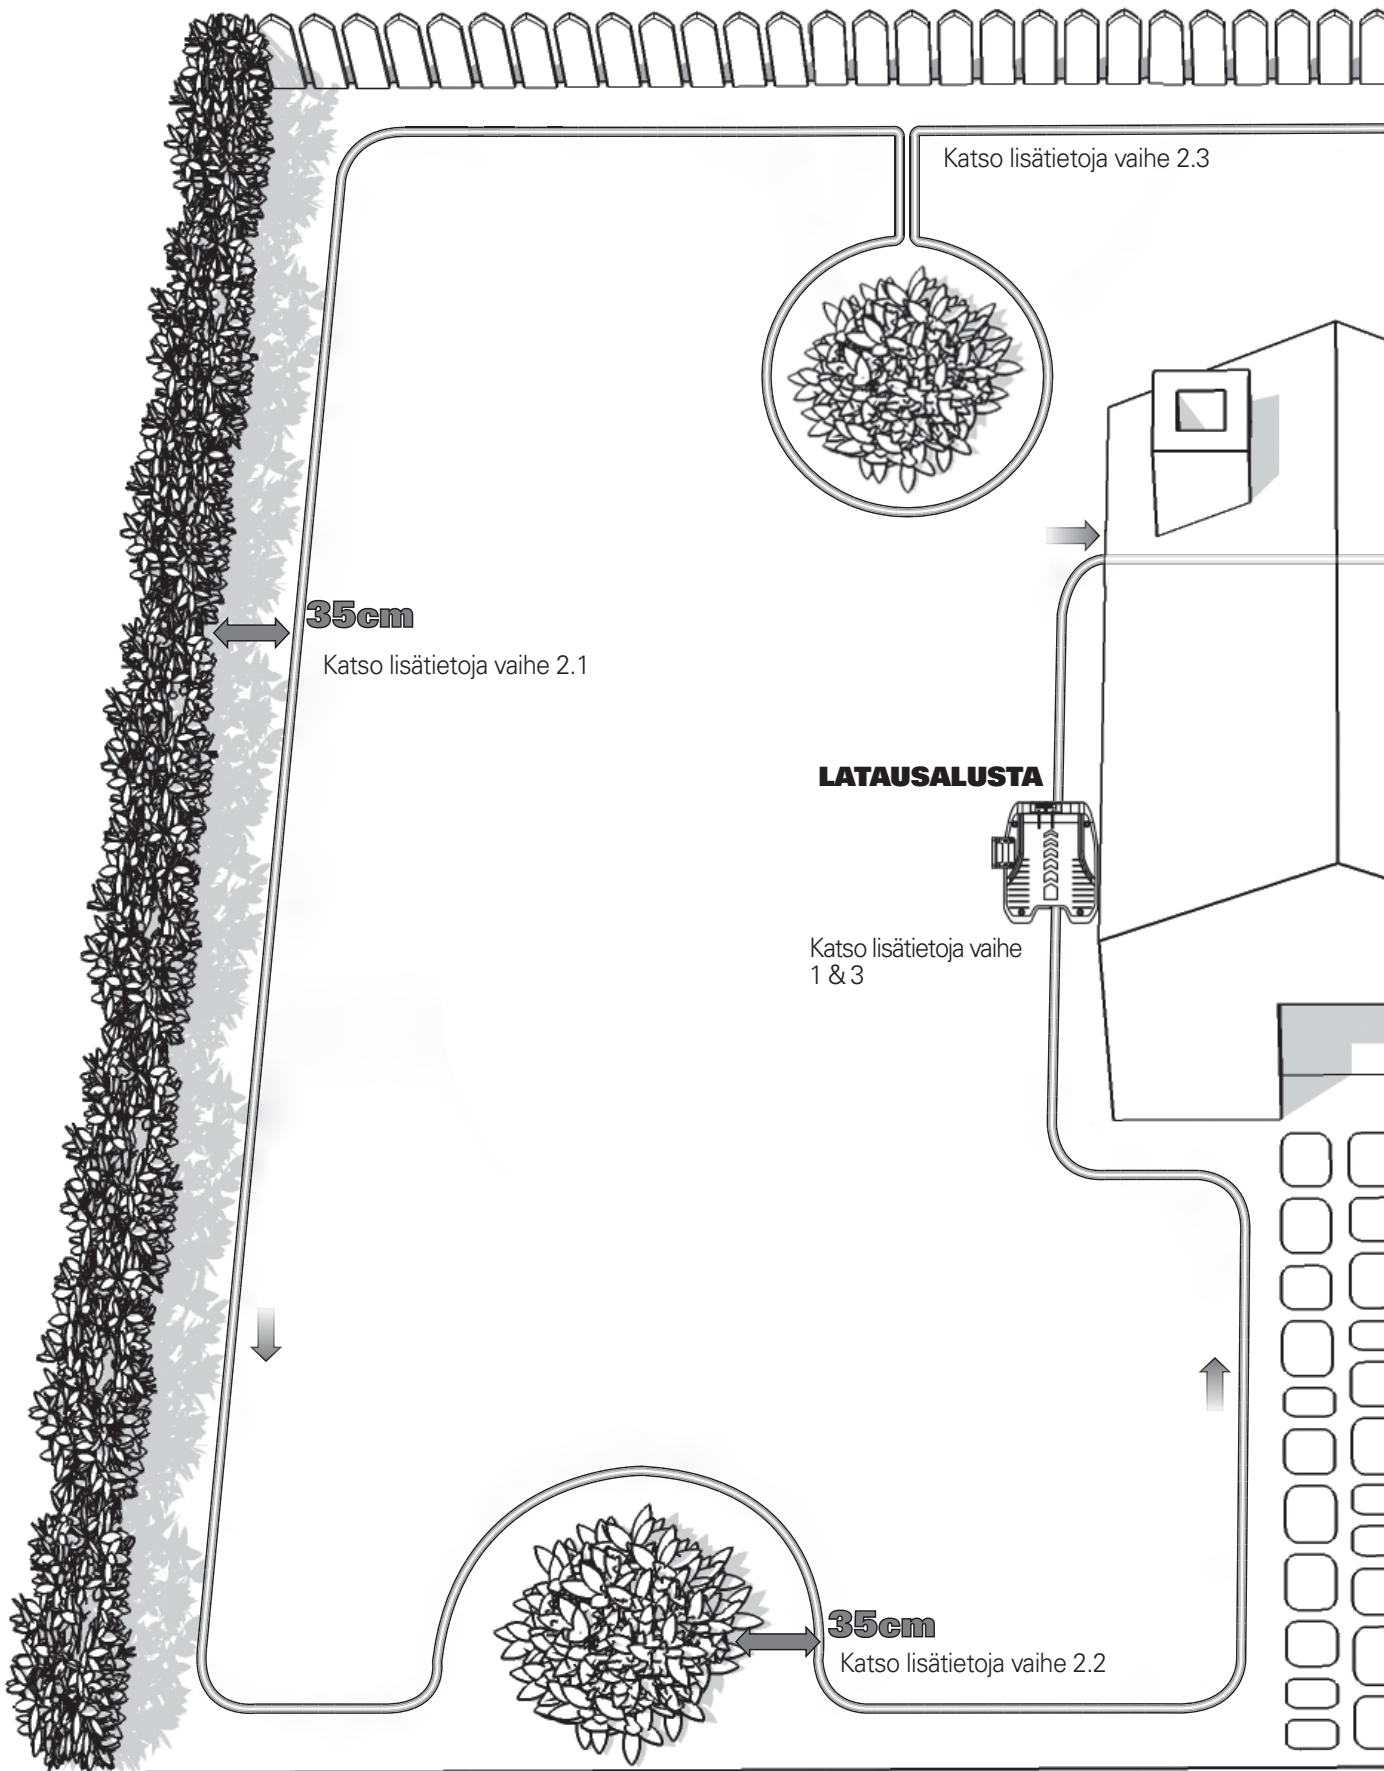 Katso lisätietoja vaihe 2.3
35cm
Katso lisätietoja vaihe 2.1
LATAUSALUSTA
Katso lisätietoja vaihe
1 & 3
35cm
Katso lisätietoja vaihe 2.2